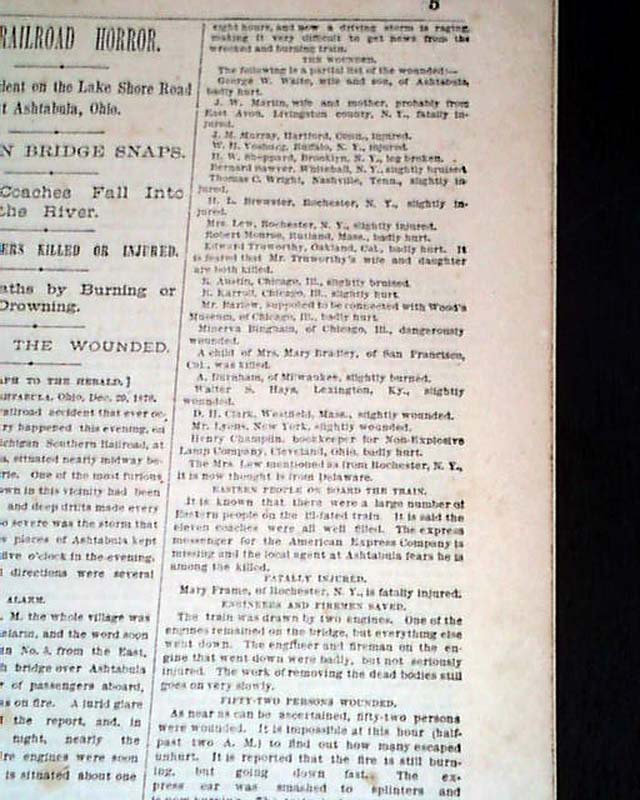 5
RAILROAD HORROR.
ident on the Lake Shore Road
t Ashtabula, Ohio.
N BRIDGE SNAPS.
Coaches Fall Into
the River.
ERS KILLED OR INJURED.
aths by Burning or
Drowning.
THE WOUNDED.
APH TO THE HERALD.]
HTABULA, Ohio, Dec. 29, 1876.
railroad accident that ever oc-
ry happened this evening, on
ichigan Southern Railroad, at
a, situated nearly midway be-
rie. One of the most furious
own in this vicinity had been
and deep drifts made every
o severe was the storm that
s places of Ashtabula kept
five o'clock in the evening.
l directions were several
ALARM.
. M. the whole village was
alarm, and the word soon
in No. 5, from the East,
h bridge over Ashtabula
r of passengers aboard,
as on fire. A lurid glare
the report, and, in
night, nearly the
ire engines were soon
is situated about one
eight hours, and now a driving storm is raging,
making it very difficult to get news from the
wrecked and burning train.
THE WOUNDED.
The following is a partial list of the wounded:—
George W. Waite, wife and son, of Ashtabula,
badly hurt.
J. W. Martin, wife and mother, probably from
East Avon, Livingston county, N. Y., fatally in-
jured.
J. M. Murray, Hartford, Conn., injured.
W. H. Vosburg, Buffalo, N. Y., injured.
H. W. Sheppard, Brooklyn, N. Y., leg broken.
Bernard Sawyer, Whitehall, N. Y., slightly bruised
Thomas C. Wright, Nashville, Tenn., slightly in-
jured.
H. L. Brewster, Rochester, N. Y., slightly in-
jured.
Mrs. Lew, Rochester, N. Y., slightly injured.
Robert Monroe, Rutland, Mass., badly hurt.
Edward Truworthy, Oakland, Cal., badly hurt. It
is feared that Mr. Truworthy's wife and daughter
are both killed.
R. Austin, Chicago, Ill., slightly bruised.
R. Karroll, Chicago, Ill., slightly hurt.
Mr. Barlow, supposed to be connected with Wood's
Museum, of Chicago, Ill., badly hurt.
Minerva Bingham, of Chicago, Ill., dangerously
wounded.
A child of Mrs. Mary Bradley, of San Francisco,
Cal., was killed.
A. Burnham, of Milwaukee, slightly burned.
Walter S. Hays, Lexington, Ky., slightly
wounded.
D. H. Clark, Westfield, Mass., slightly wounded.
Mr. Lyons, New York, slightly wounded.
Henry Champlin, bookkeeper for Non-Explosive
Lamp Company, Cleveland, Ohio, badly hurt.
The Mrs. Lew mentioned as from Rochester, N. Y.,
it is now thought is from Delaware.
EASTERN PEOPLE ON BOARD THE TRAIN.
It is known that there were a large number of
Eastern people on the ill-fated train. It is said the
eleven coaches were all well filled. The express
messenger for the American Express Company is
missing and the local agent at Ashtabula fears he is
among the killed.
FATALLY INJURED.
Mary Frame, of Rochester, N. Y., is fatally injured.
ENGINEERS AND FIREMEN SAVED.
The train was drawn by two engines. One of the
engines remained on the bridge, but everything else
went down. The engineer and fireman on the en-
gine that went down were badly, but not seriously
injured. The work of removing the dead bodies still
goes on very slowly.
FIFTY-TWO PERSONS WOUNDED.
As near as can be ascertained, fifty-two persons
were wounded. It is impossible at this hour (half-
past two A. M.) to find out how many escaped
unhurt. It is reported that the fire is still burn-
ing, but going down fast. The ex-
press car was smashed to splinters and
is now burning. The